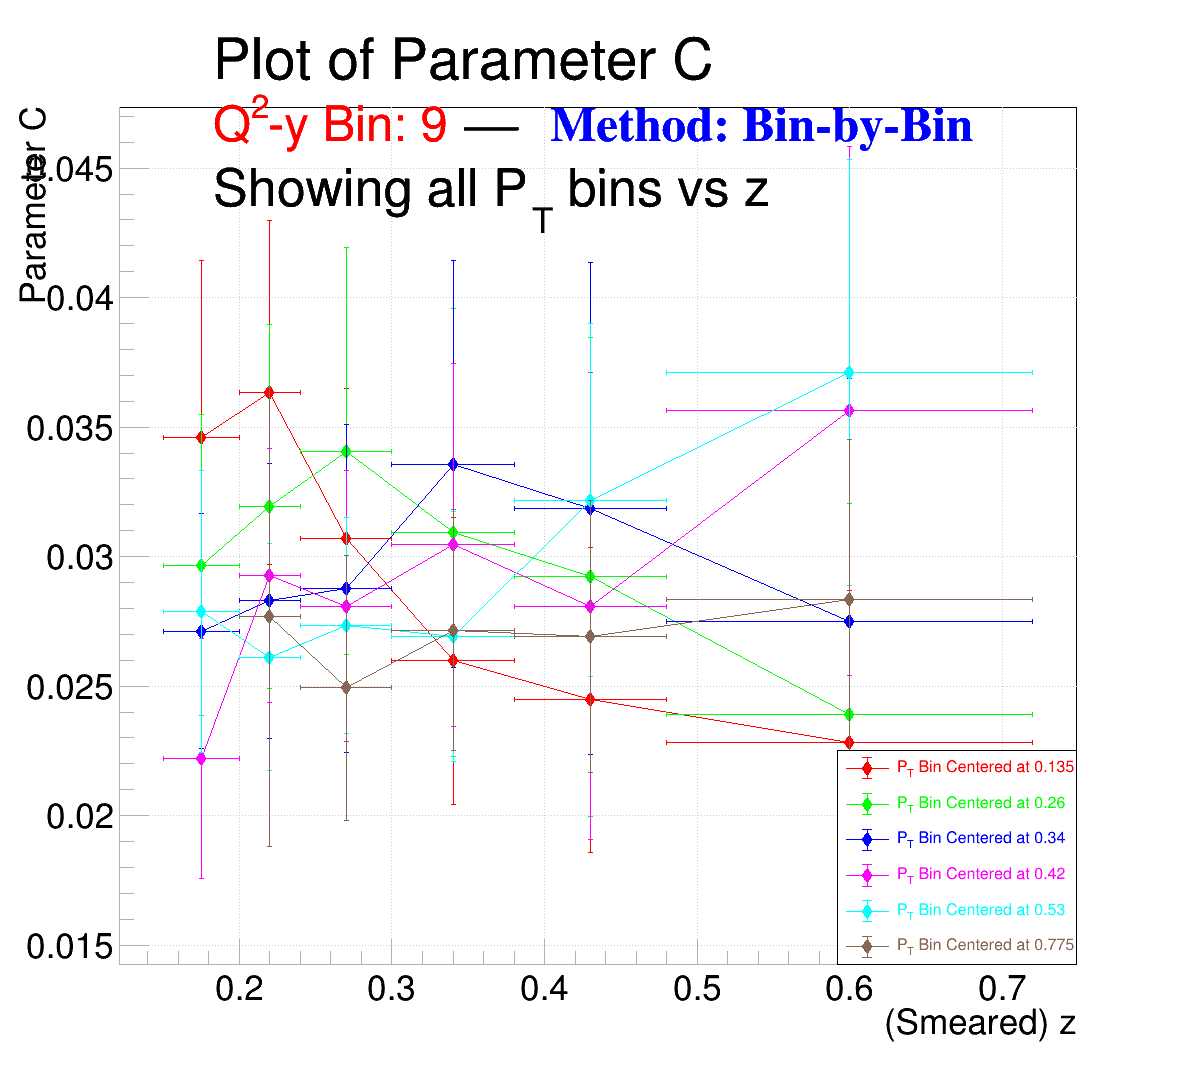 Plot of Parameter C
Q²-y Bin: 9 — Method: Bin-by-Bin
Showing all P_T bins vs z
Parameter C
0.045
0.04
0.035
0.03
0.025
0.02
0.015
P_T Bin Centered at 0.135
P_T Bin Centered at 0.26
P_T Bin Centered at 0.34
P_T Bin Centered at 0.42
P_T Bin Centered at 0.53
P_T Bin Centered at 0.775
0.2 0.3 0.4 0.5 0.6 0.7
(Smeared) z